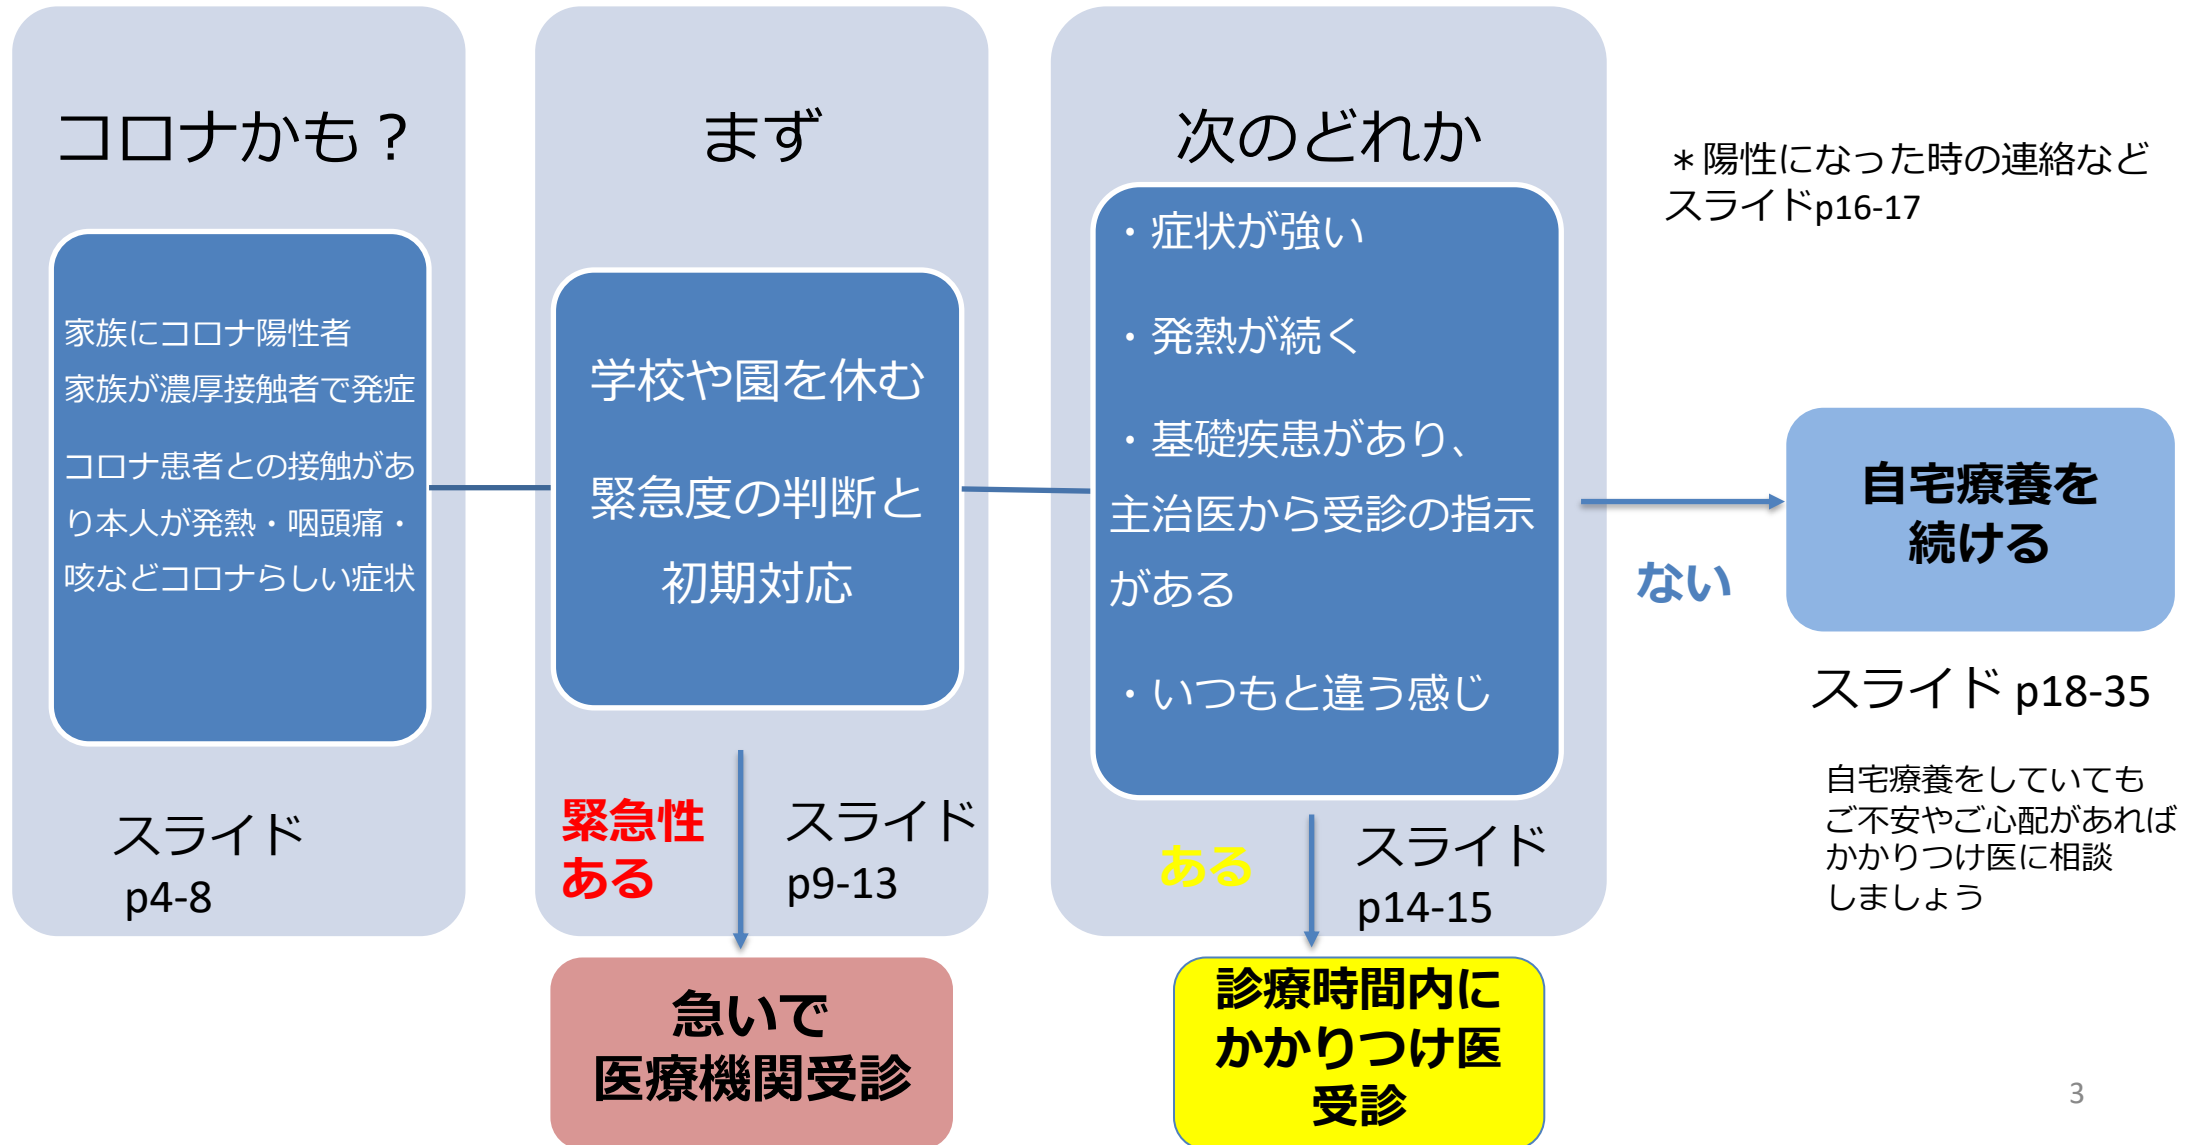 コロナかも？
家族にコロナ陽性者
家族が濃厚接触者で発症
コロナ患者との接触があ
り本人が発熱・咽頭痛・
咳などコロナらしい症状
スライド
p4-8
まず
学校や園を休む
緊急度の判断と
初期対応
緊急性
ある
スライド
p9-13
急いで
医療機関受診
次のどれか
・症状が強い
・発熱が続く
・基礎疾患があり、
主治医から受診の指示
がある
・いつもと違う感じ
ある
スライド
p14-15
診療時間内に
かかりつけ医
受診
＊陽性になった時の連絡など
スライドp16-17
ない
自宅療養を
続ける
スライド p18-35
自宅療養をしていても
ご不安やご心配があれば
かかりつけ医に相談
しましょう
3